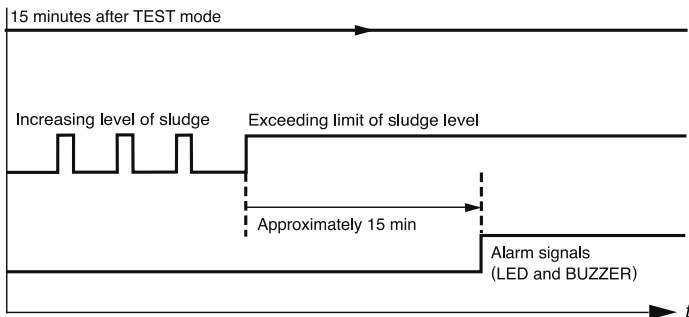 15 minutes after TEST mode
Increasing level of sludge
Exceeding limit of sludge level
Approximately 15 min
Alarm signals
(LED and BUZZER)
t